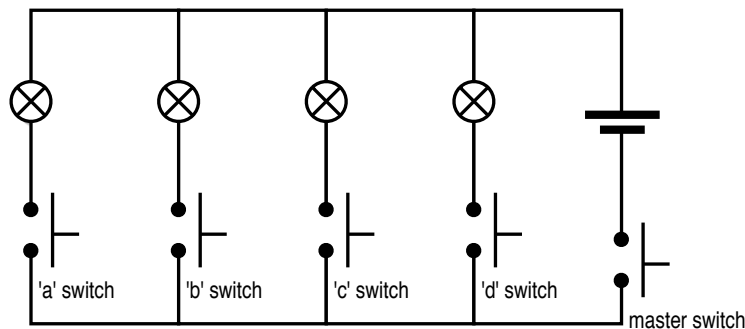 'a' switch
'b' switch
'c' switch
'd' switch
master switch